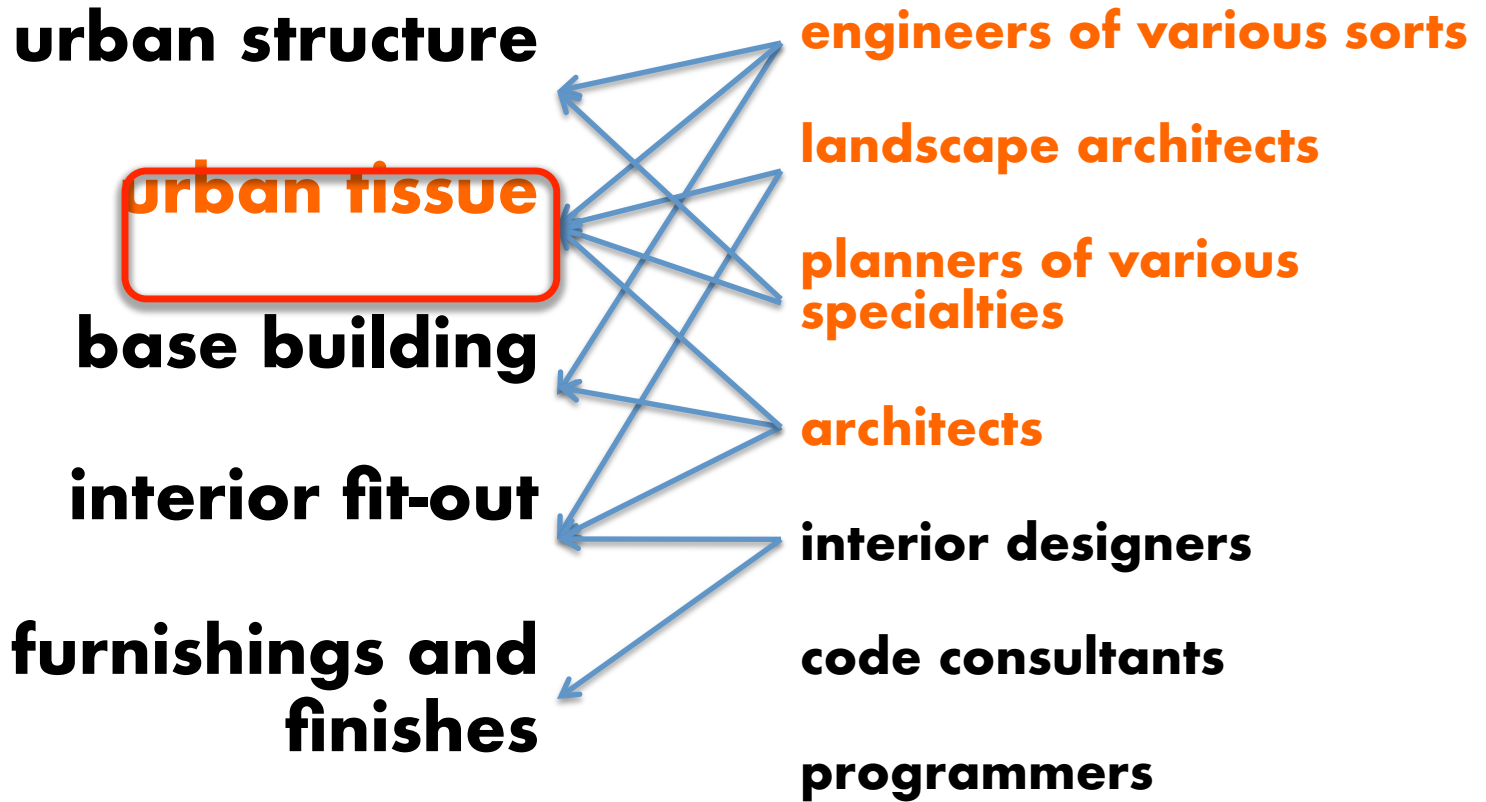 urban structure
urban tissue
base building
interior fit-out
furnishings and
finishes
engineers of various sorts
landscape architects
planners of various
specialties
architects
interior designers
code consultants
programmers